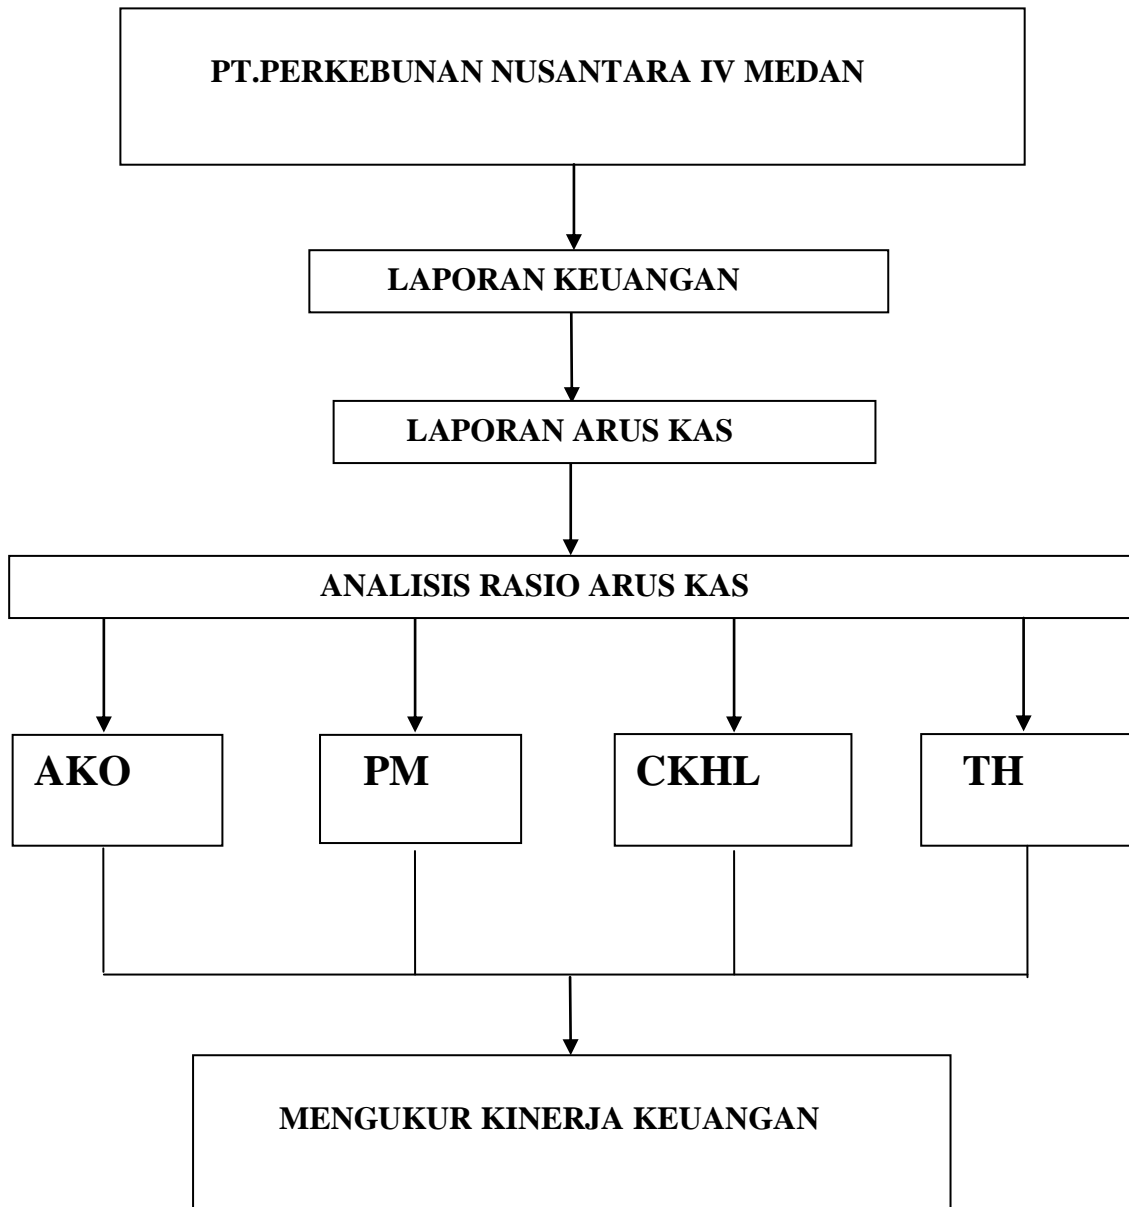 PT.PERKEBUNAN NUSANTARA IV MEDAN
LAPORAN KEUANGAN
LAPORAN ARUS KAS
ANALISIS RASIO ARUS KAS
AKO
PM
CKHL
TH
MENGUKUR KINERJA KEUANGAN